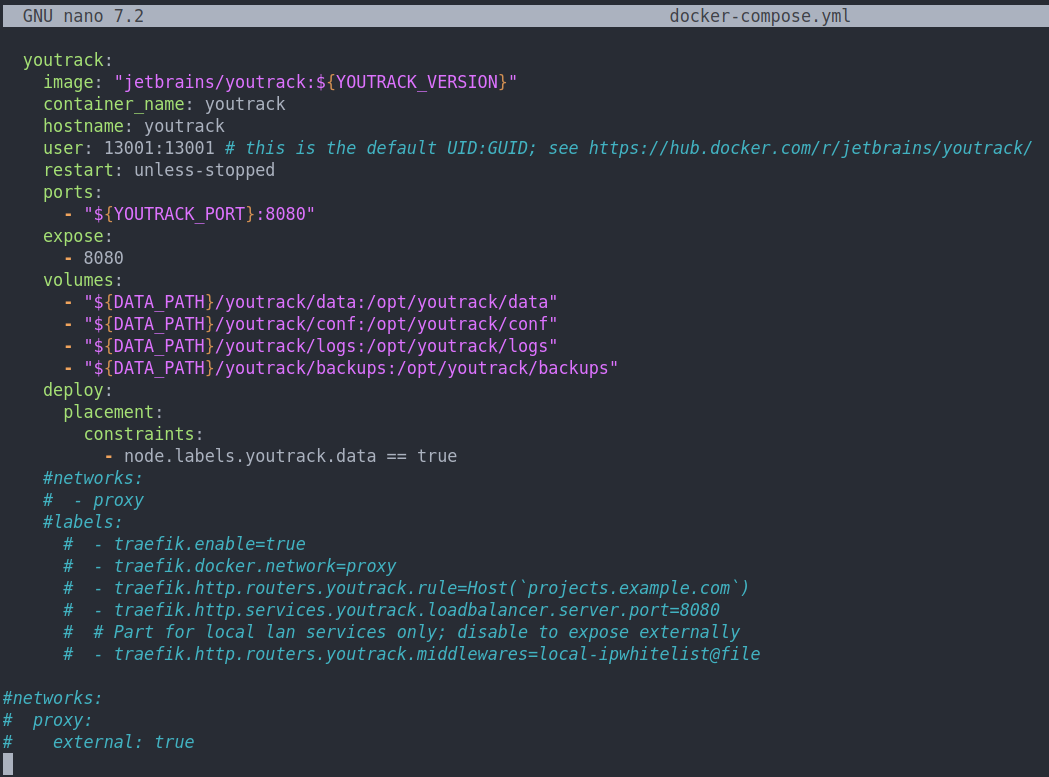 GNU nano 7.2 docker-compose.yml
youtrack:
image: "jetbrains/youtrack:${YOUTRACK_VERSION}"
container_name: youtrack
hostname: youtrack
user: 13001:13001 # this is the default UID:GUID; see https://hub.docker.com/r/jetbrains/youtrack/
restart: unless-stopped
ports:
- "${YOUTRACK_PORT}:8080"
expose:
- 8080
volumes:
- "${DATA_PATH}/youtrack/data:/opt/youtrack/data"
- "${DATA_PATH}/youtrack/conf:/opt/youtrack/conf"
- "${DATA_PATH}/youtrack/logs:/opt/youtrack/logs"
- "${DATA_PATH}/youtrack/backups:/opt/youtrack/backups"
deploy:
placement:
constraints:
- node.labels.youtrack.data == true
#networks:
#  - proxy
#labels:
#  - traefik.enable=true
#  - traefik.docker.network=proxy
#  - traefik.http.routers.youtrack.rule=Host(`projects.example.com`)
#  - traefik.http.services.youtrack.loadbalancer.server.port=8080
#  # Part for local lan services only; disable to expose externally
#  - traefik.http.routers.youtrack.middlewares=local-ipwhitelist@file
#networks:
#  proxy:
#    external: true